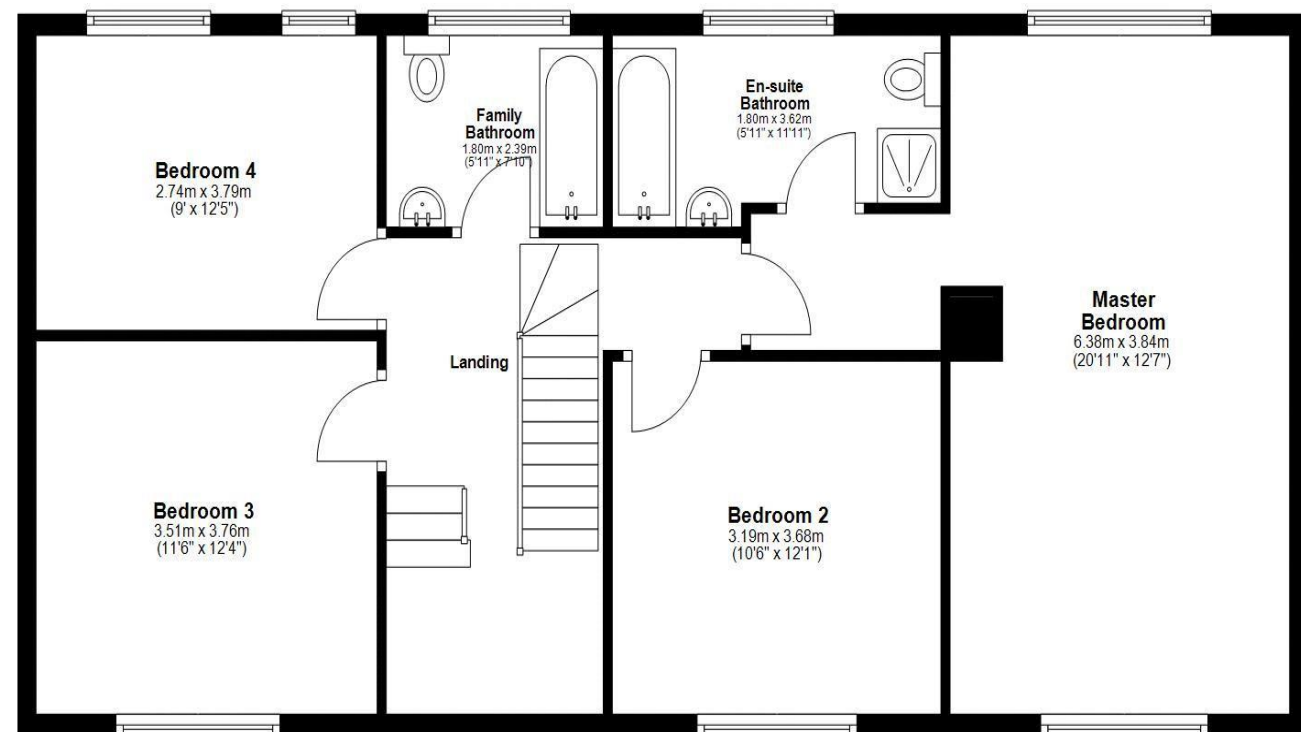 Bedroom 4
2.74m x 3.79m
(9' x 12'5")
Family
Bathroom
1.80m x 2.39m
(5'11" x 7'10")
En-suite
Bathroom
1.80m x 3.62m
(5'11" x 11'11")
Master
Bedroom
6.38m x 3.84m
(20'11" x 12'7")
Landing
Bedroom 3
3.51m x 3.76m
(11'6" x 12'4")
Bedroom 2
3.19m x 3.68m
(10'6" x 12'1")